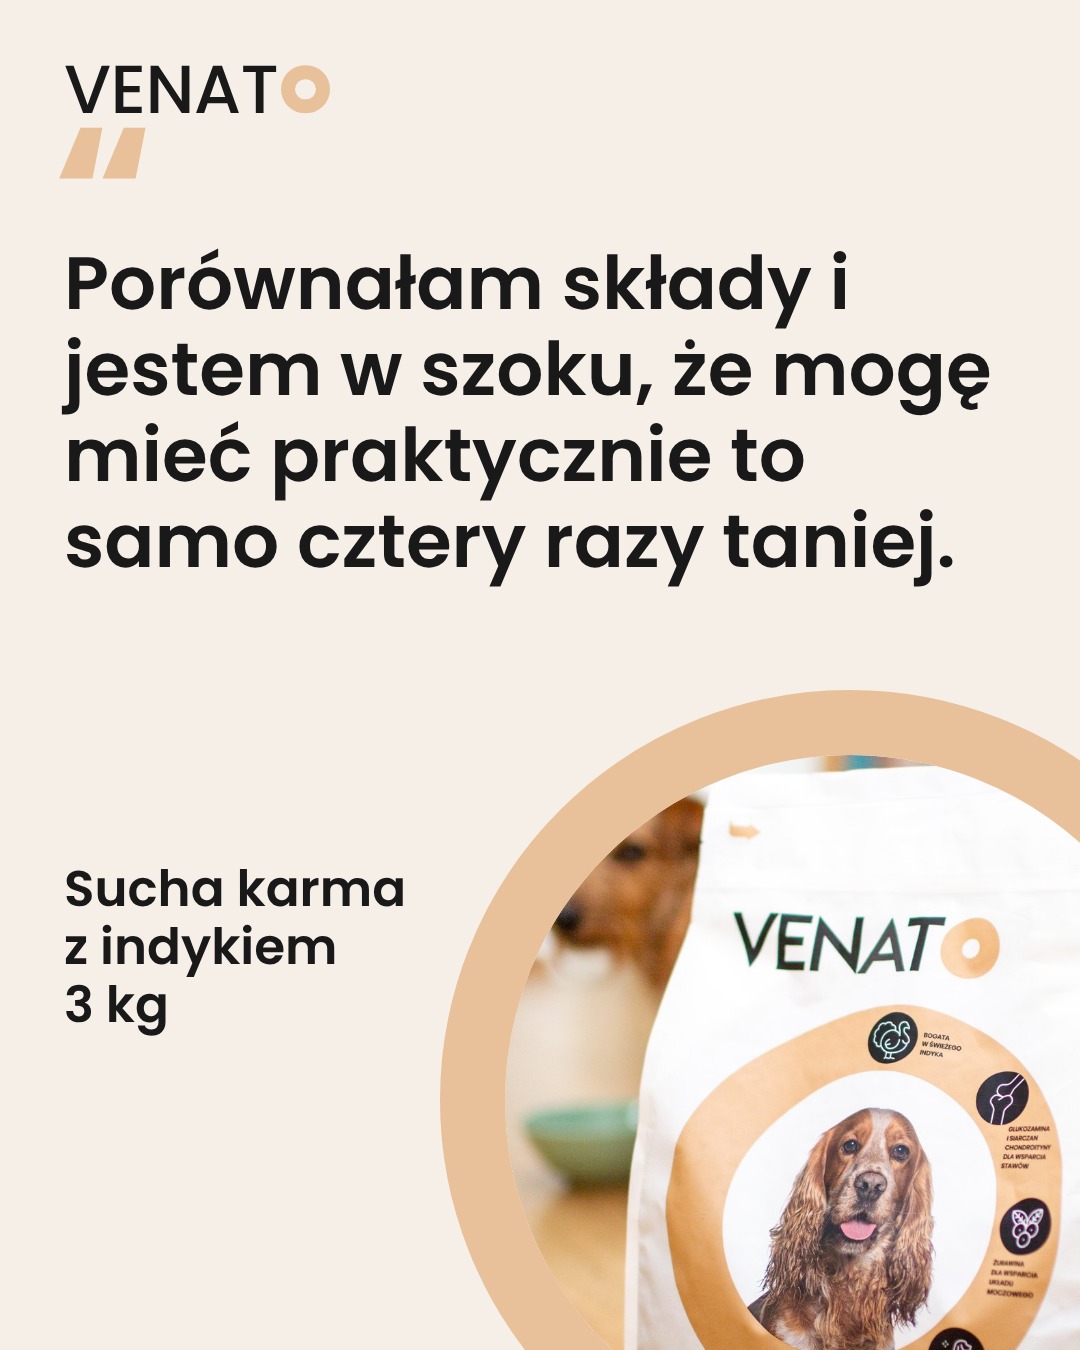 VENATO
“
Porównałam składy i
jestem w szoku, że mogę
mieć praktycznie to
samo cztery razy taniej.
Sucha karma
z indykiem
3 kg
VENATO
BOGATA
W ŚWIEŻEGO
INDYKA
GLUKOZAMINA
I SIARCZAN
CHONDROITYNY
DLA WSPARCIA
STAWÓW
ŻURAWINA
DLA WSPARCIA
UKŁADU
MOCZOWEGO